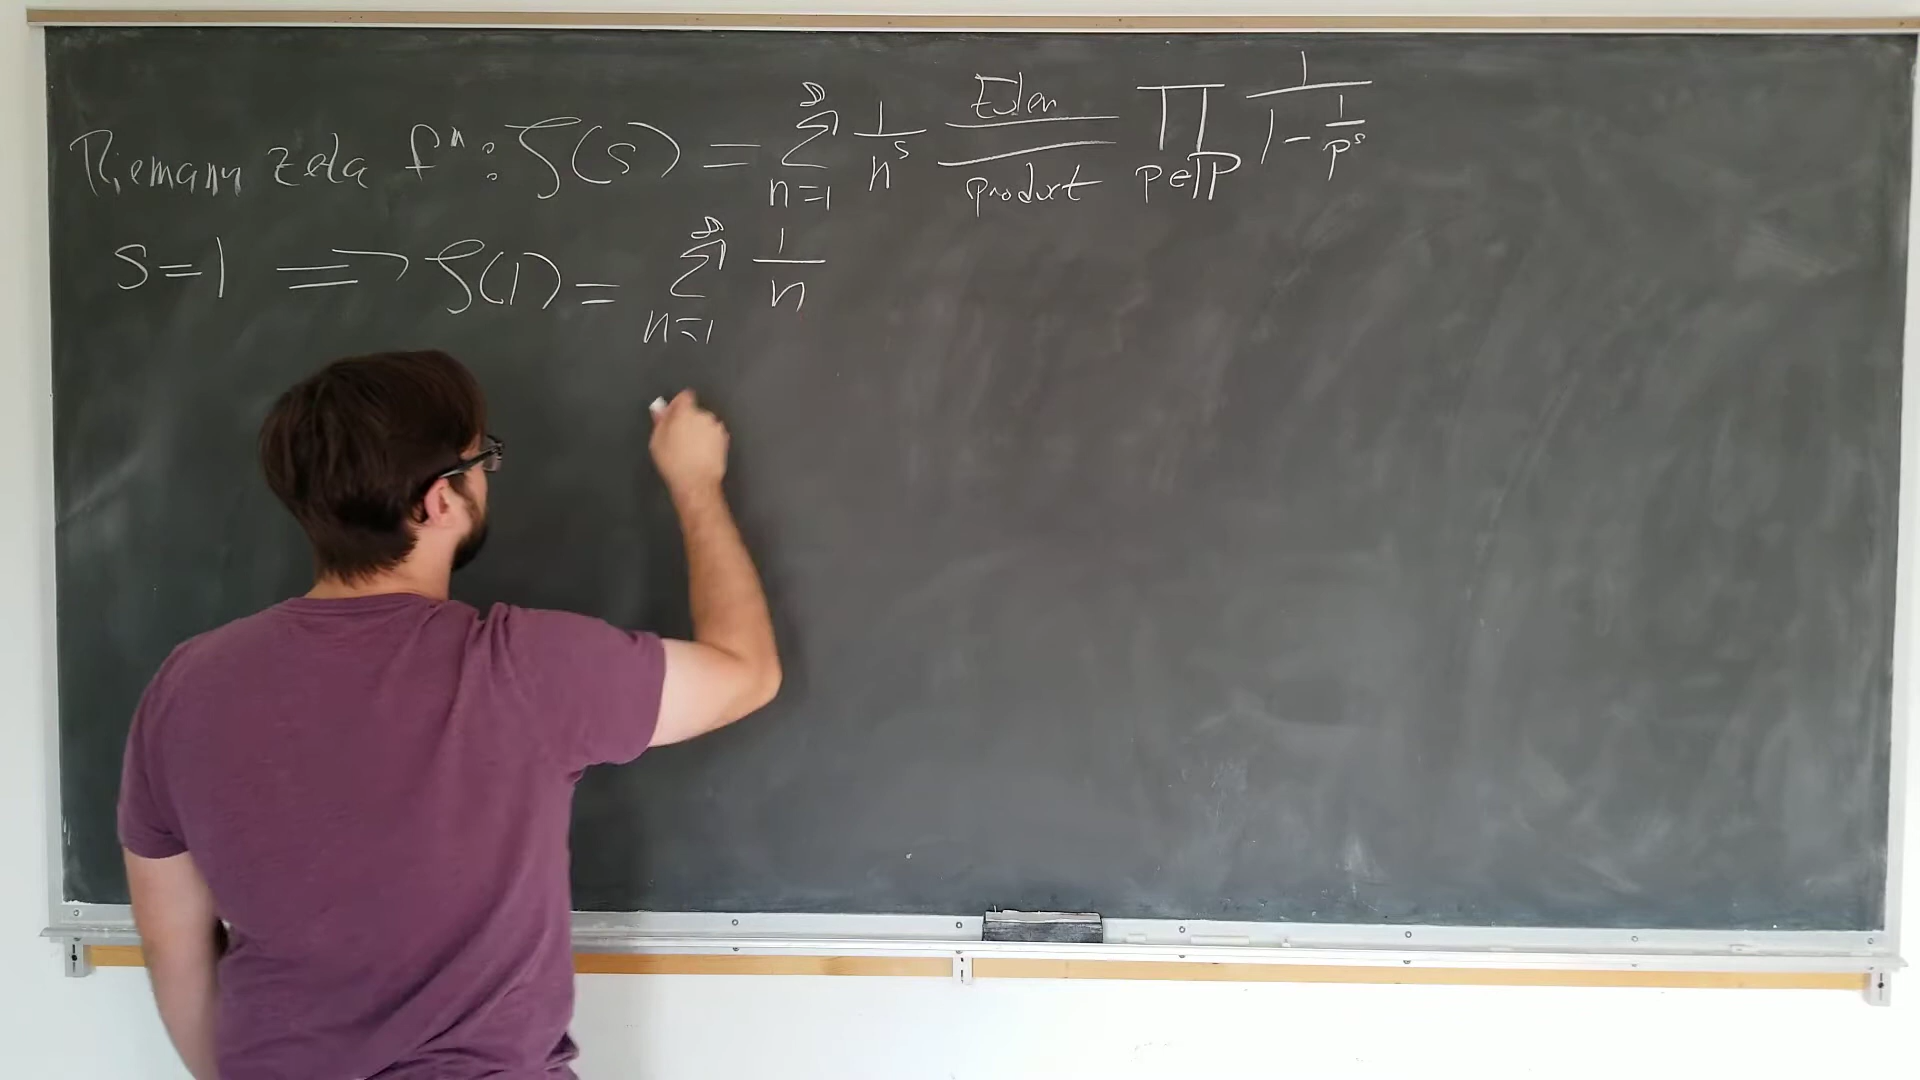 Riemann zeta fⁿ: ζ(s) = ∑_{n=1}^{∞} 1/n^s =(Euler product)= ∏_{p∈ℙ} 1/(1 - 1/p^s)
s=1 ⟹ ζ(1) = ∑_{n=1}^{∞} 1/n